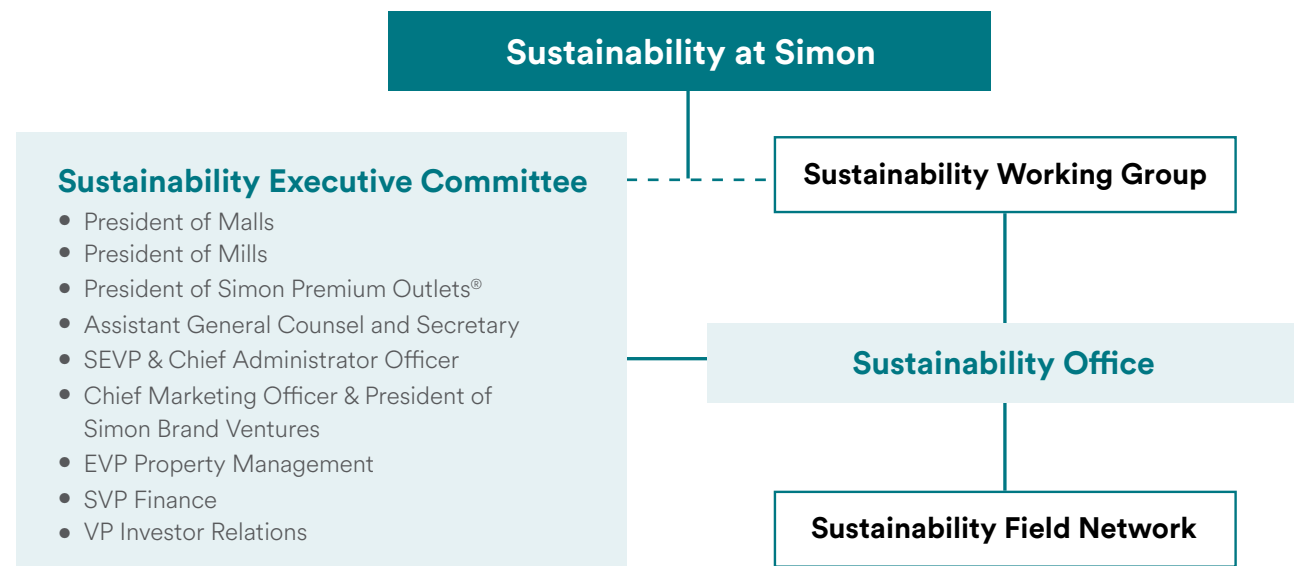 Sustainability at Simon
Sustainability Executive Committee
• President of Malls
• President of Mills
• President of Simon Premium Outlets®
• Assistant General Counsel and Secretary
• SEVP & Chief Administrator Officer
• Chief Marketing Officer & President of
Simon Brand Ventures
• EVP Property Management
• SVP Finance
• VP Investor Relations
Sustainability Working Group
Sustainability Office
Sustainability Field Network